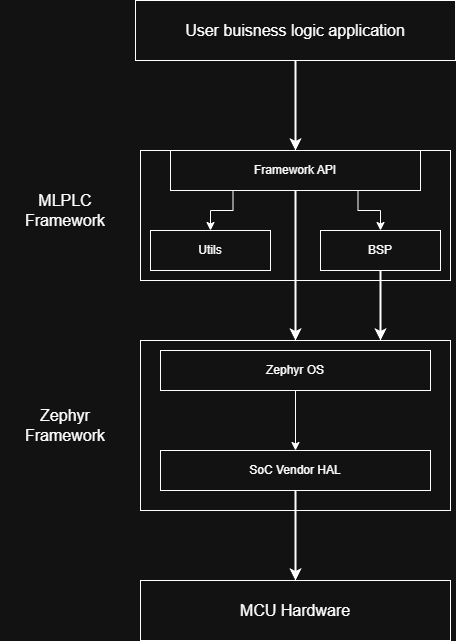 User buisness logic application
Framework API
MLPLC
Framework
Utils
BSP
Zephyr OS
Zephyr
Framework
SoC Vendor HAL
MCU Hardware